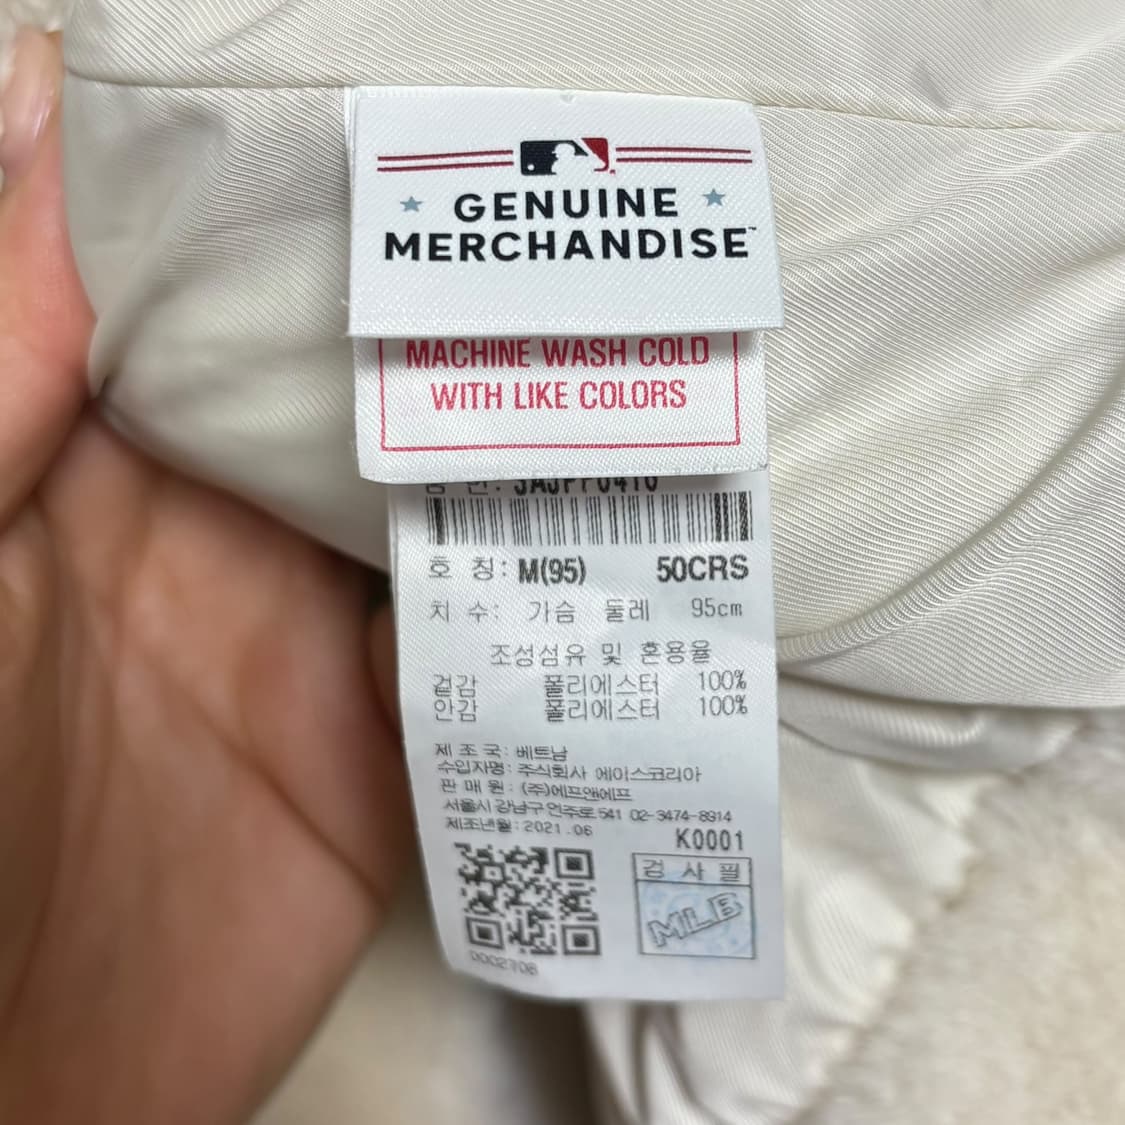 GENUINE
MERCHANDISE™
MACHINE WASH COLD
WITH LIKE COLORS
호 칭: M(95) 50CRS
치 수: 가슴 둘레 95cm
조성섬유 및 혼용율
겉감 폴리에스터 100%
안감 폴리에스터 100%
제 조 국: 베트남
수입자명: 주식회사 에이스코리아
판 매 원: (주)에프앤에프
서울시 강남구 언주로 541 02-3474-8914
제조년월: 2021.06
K0001
검 사 필
MLB
0002708